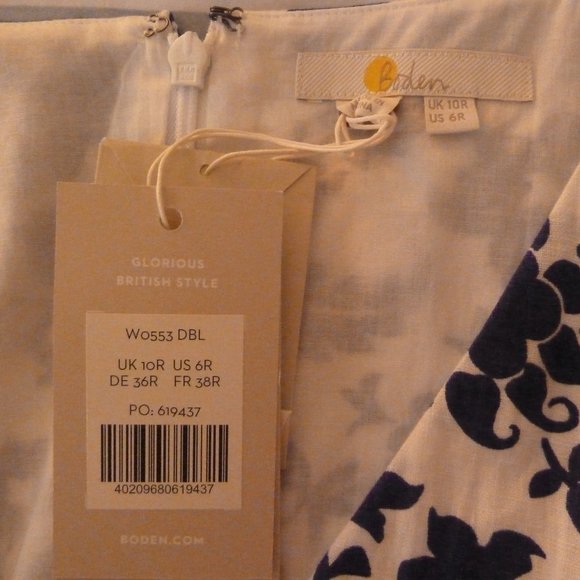 Boden
UK 10R
US 6R
GLORIOUS
BRITISH STYLE
W0553 DBL
UK 10R US 6R
DE 36R FR 38R
PO: 619437
40209680619437
BODEN.COM